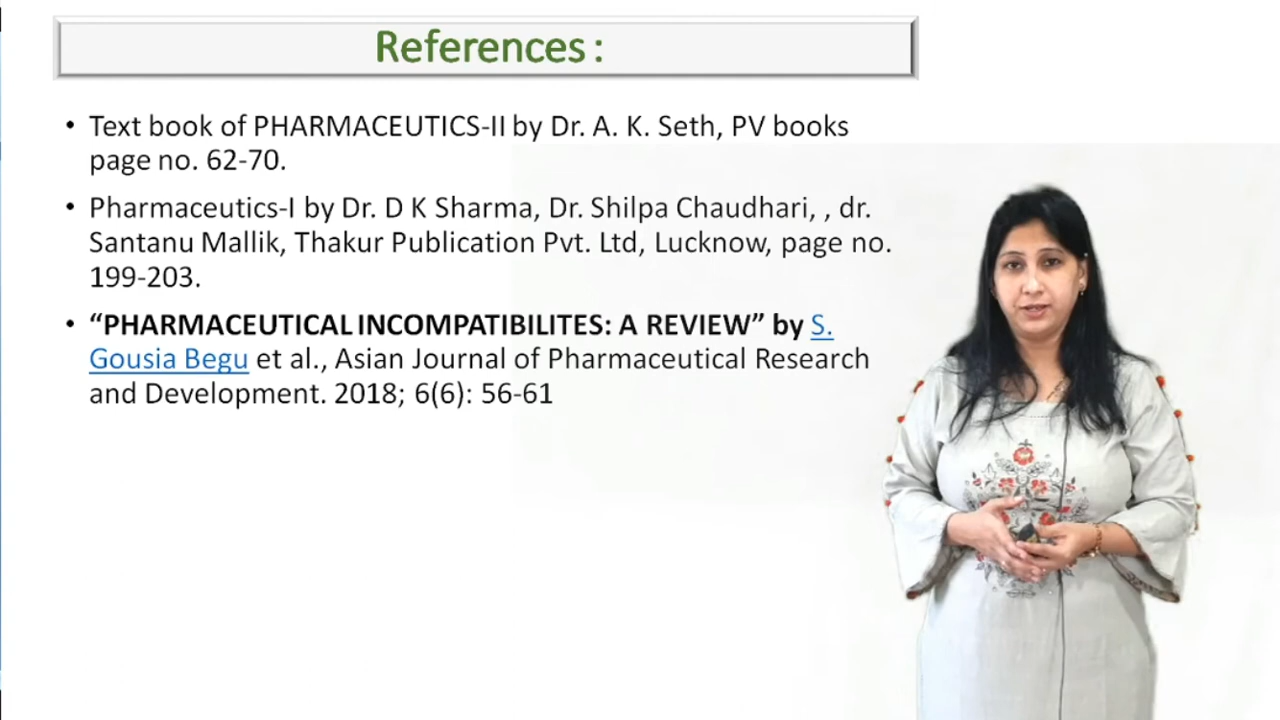 References :
• Text book of PHARMACEUTICS-II by Dr. A. K. Seth, PV books
page no. 62-70.
• Pharmaceutics-I by Dr. D K Sharma, Dr. Shilpa Chaudhari, , dr.
Santanu Mallik, Thakur Publication Pvt. Ltd, Lucknow, page no.
199-203.
• “PHARMACEUTICAL INCOMPATIBILITES: A REVIEW” by S.
Gousia Begu et al., Asian Journal of Pharmaceutical Research
and Development. 2018; 6(6): 56-61